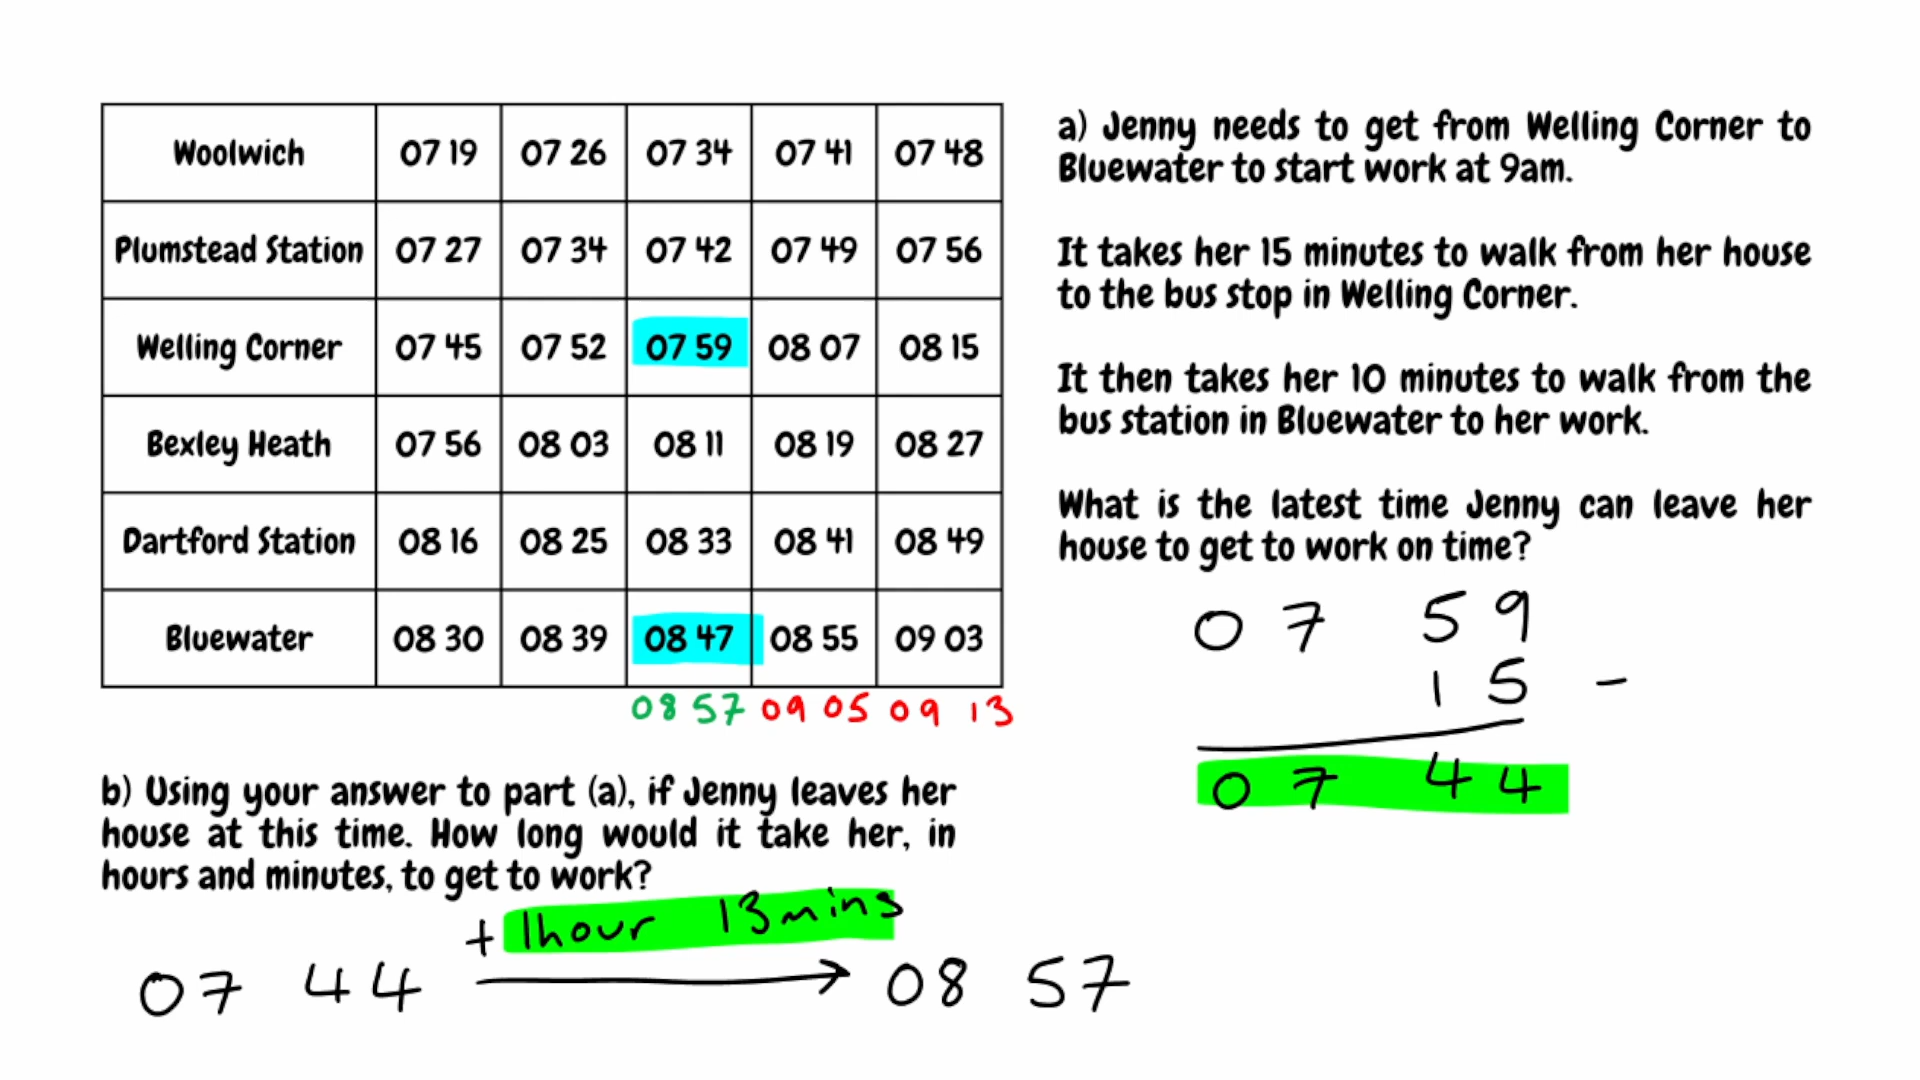 Woolwich 07 19 07 26 07 34 07 41 07 48
Plumstead Station 07 27 07 34 07 42 07 49 07 56
Welling Corner 07 45 07 52 07 59 08 07 08 15
Bexley Heath 07 56 08 03 08 11 08 19 08 27
Dartford Station 08 16 08 25 08 33 08 41 08 49
Bluewater 08 30 08 39 08 47 08 55 09 03
08 57 09 05 09 13
a) Jenny needs to get from Welling Corner to
Bluewater to start work at 9am.
It takes her 15 minutes to walk from her house
to the bus stop in Welling Corner.
It then takes her 10 minutes to walk from the
bus station in Bluewater to her work.
What is the latest time Jenny can leave her
house to get to work on time?
07 59
15 -
07 44
b) Using your answer to part (a), if Jenny leaves her
house at this time. How long would it take her, in
hours and minutes, to get to work?
+ 1hour 13mins
07 44 → 08 57